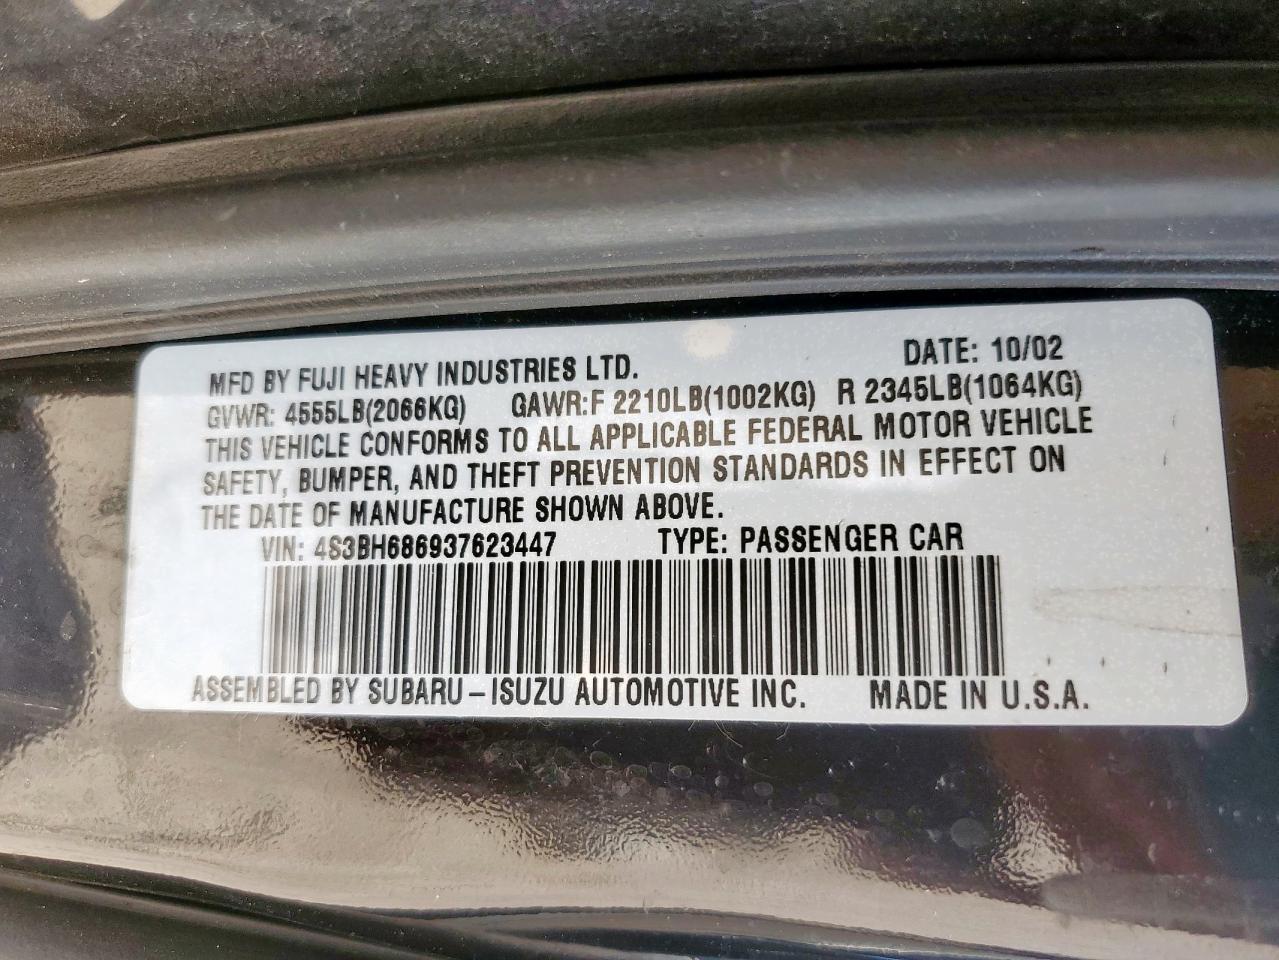 MFD BY FUJI HEAVY INDUSTRIES LTD. DATE: 10/02
GVWR: 4555LB(2066KG) GAWR:F 2210LB(1002KG) R 2345LB(1064KG)
THIS VEHICLE CONFORMS TO ALL APPLICABLE FEDERAL MOTOR VEHICLE
SAFETY, BUMPER, AND THEFT PREVENTION STANDARDS IN EFFECT ON
THE DATE OF MANUFACTURE SHOWN ABOVE.
VIN: 4S3BH686937623447 TYPE: PASSENGER CAR
ASSEMBLED BY SUBARU-ISUZU AUTOMOTIVE INC. MADE IN U.S.A.